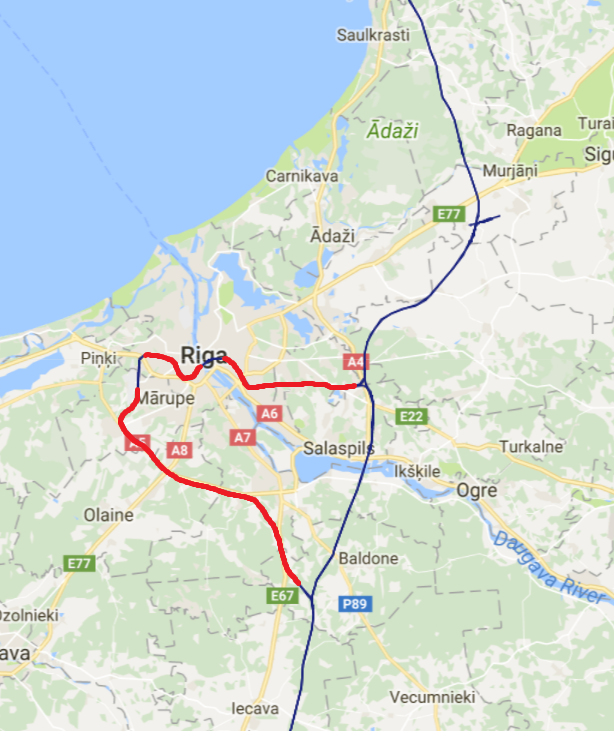 Saulkrasti
Ādaži
Ragana
Turai
Sigu
Murjāņi
Carnikava
E77
Ādaži
Piņķi
Riga
A4
Mārupe
A6
E22
A7
A5
A8
Salaspils
Turkalne
Ikšķile
Ogre
Olaine
Daugava River
E77
Baldone
E67
P89
Ozolnieki
ava
Vecumnieki
Iecava